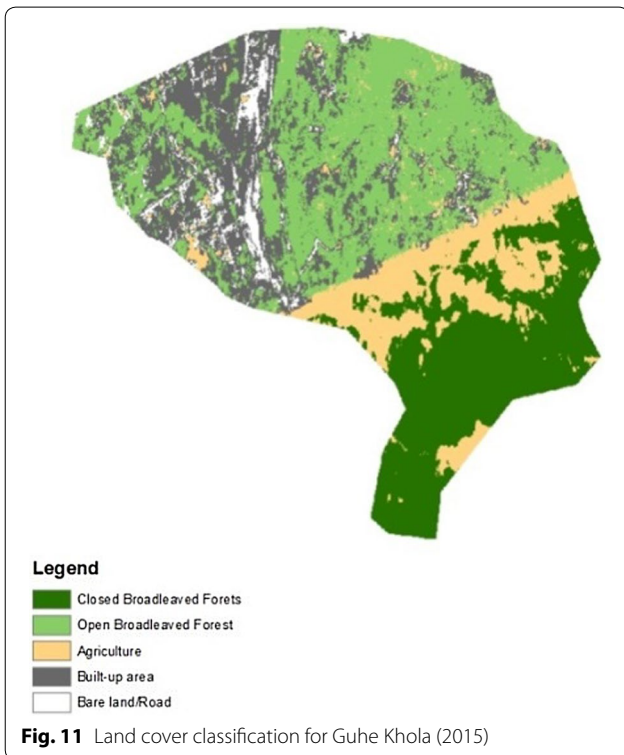 Legend
Closed Broadleaved Forets
Open Broadleaved Forest
Agriculture
Built-up area
Bare land/Road
Fig. 11 Land cover classification for Guhe Khola (2015)